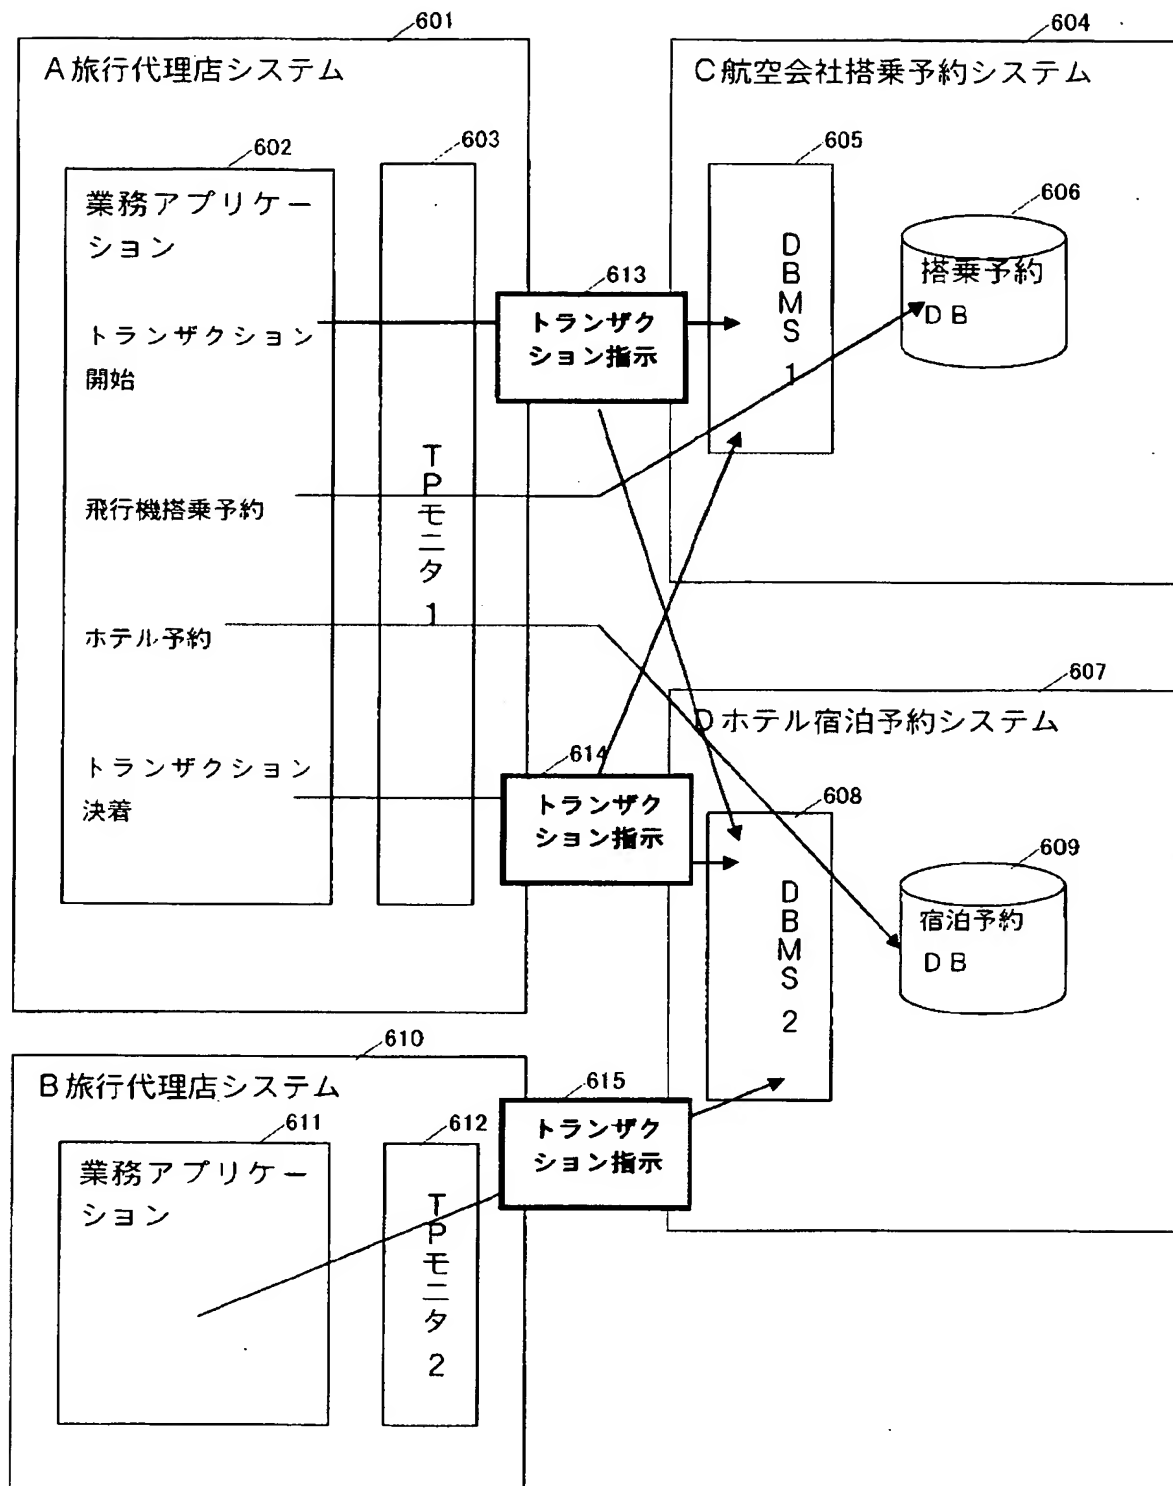 601
A旅行代理店システム
602
業務アプリケー
ション
トランザクション
開始
飛行機搭乗予約
ホテル予約
トランザクション
決着
603
TPモニタ1
613
トランザク
ション指示
614
トランザク
ション指示
604
C航空会社搭乗予約システム
605
DBMS1
606
搭乗予約
DB
607
Dホテル宿泊予約システム
608
DBMS2
609
宿泊予約
DB
610
B旅行代理店システム
611
業務アプリケー
ション
612
TPモニタ2
615
トランザク
ション指示